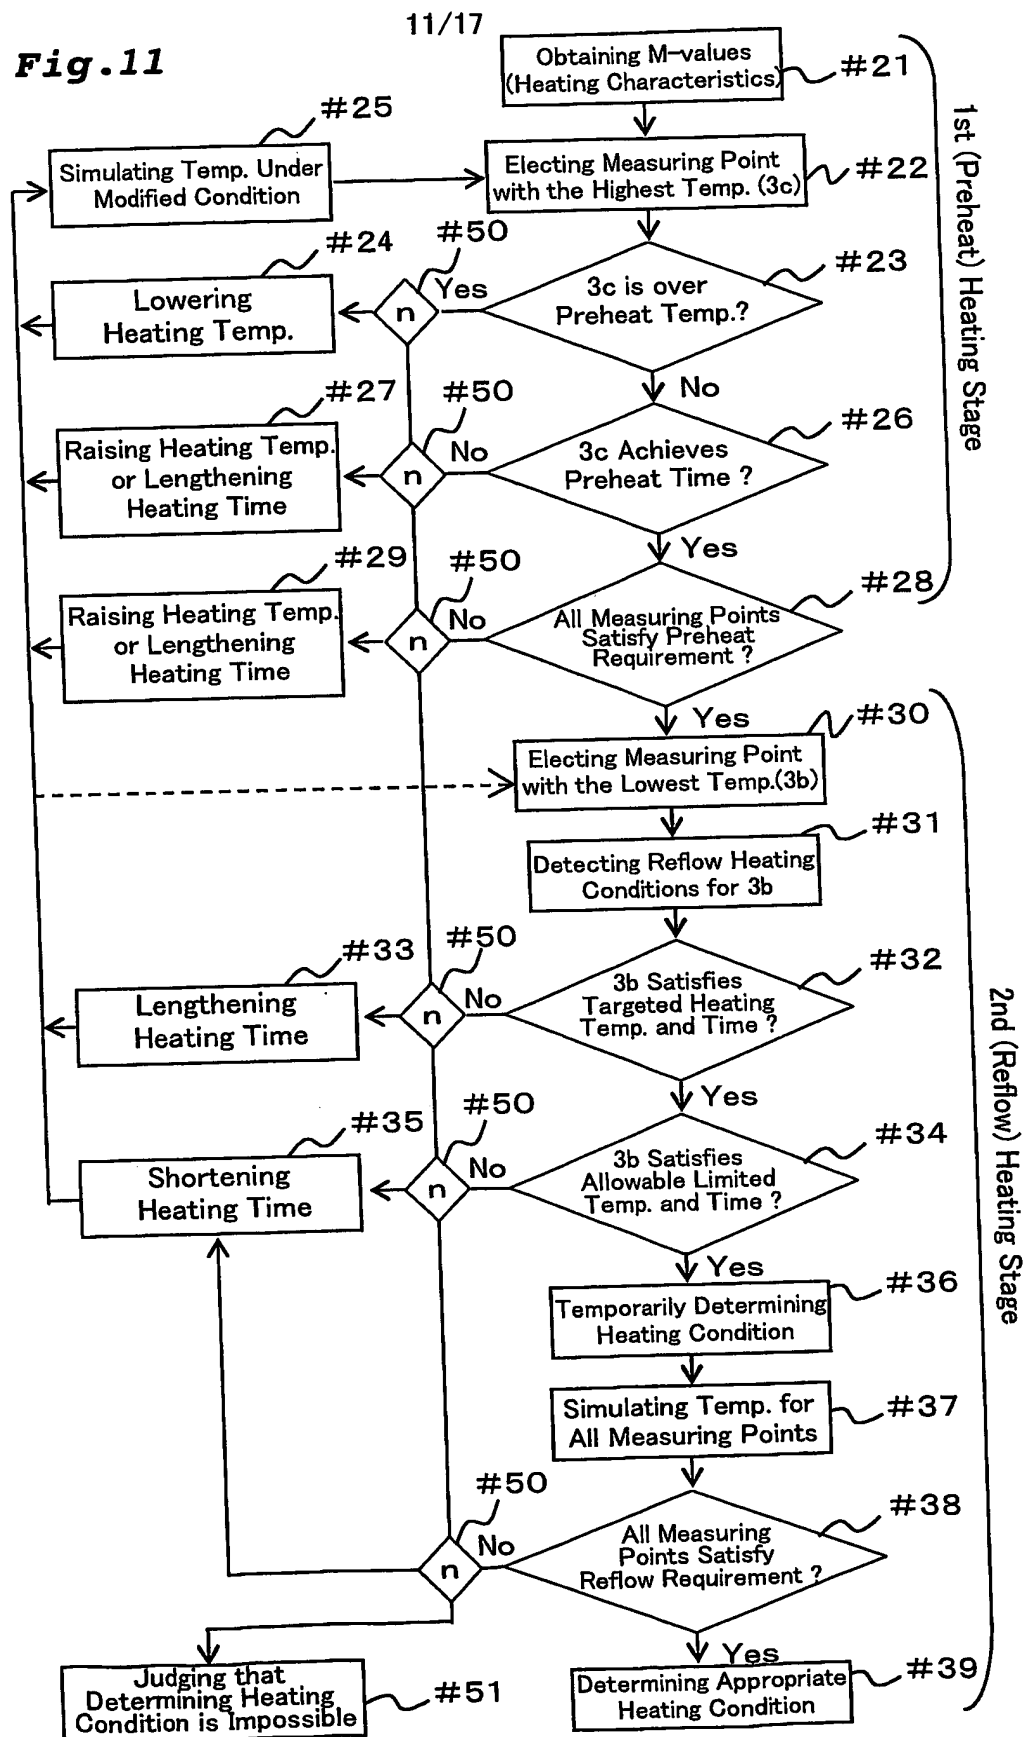 11/17
Fig.11
Obtaining M-values
(Heating Characteristics)
#21
#25
Simulating Temp. Under
Modified Condition
Electing Measuring Point
with the Highest Temp. (3c)
#22
1st (Preheat) Heating Stage
#24
Lowering
Heating Temp.
#50
n
Yes
3c is over
Preheat Temp.?
#23
No
#27
Raising Heating Temp.
or Lengthening
Heating Time
#50
n
No
3c Achieves
Preheat Time ?
#26
Yes
#29
Raising Heating Temp.
or Lengthening
Heating Time
#50
n
No
All Measuring Points
Satisfy Preheat
Requirement ?
#28
Yes
#30
Electing Measuring Point
with the Lowest Temp.(3b)
#31
Detecting Reflow Heating
Conditions for 3b
2nd (Reflow) Heating Stage
#33
Lengthening
Heating Time
#50
n
No
3b Satisfies
Targeted Heating
Temp. and Time ?
#32
Yes
#35
Shortening
Heating Time
#50
n
No
3b Satisfies
Allowable Limited
Temp. and Time ?
#34
Yes
#36
Temporarily Determining
Heating Condition
Simulating Temp. for
All Measuring Points
#37
#50
n
No
All Measuring
Points Satisfy
Reflow Requirement ?
#38
Yes
Judging that
Determining Heating
Condition is Impossible
#51
Determining Appropriate
Heating Condition
#39